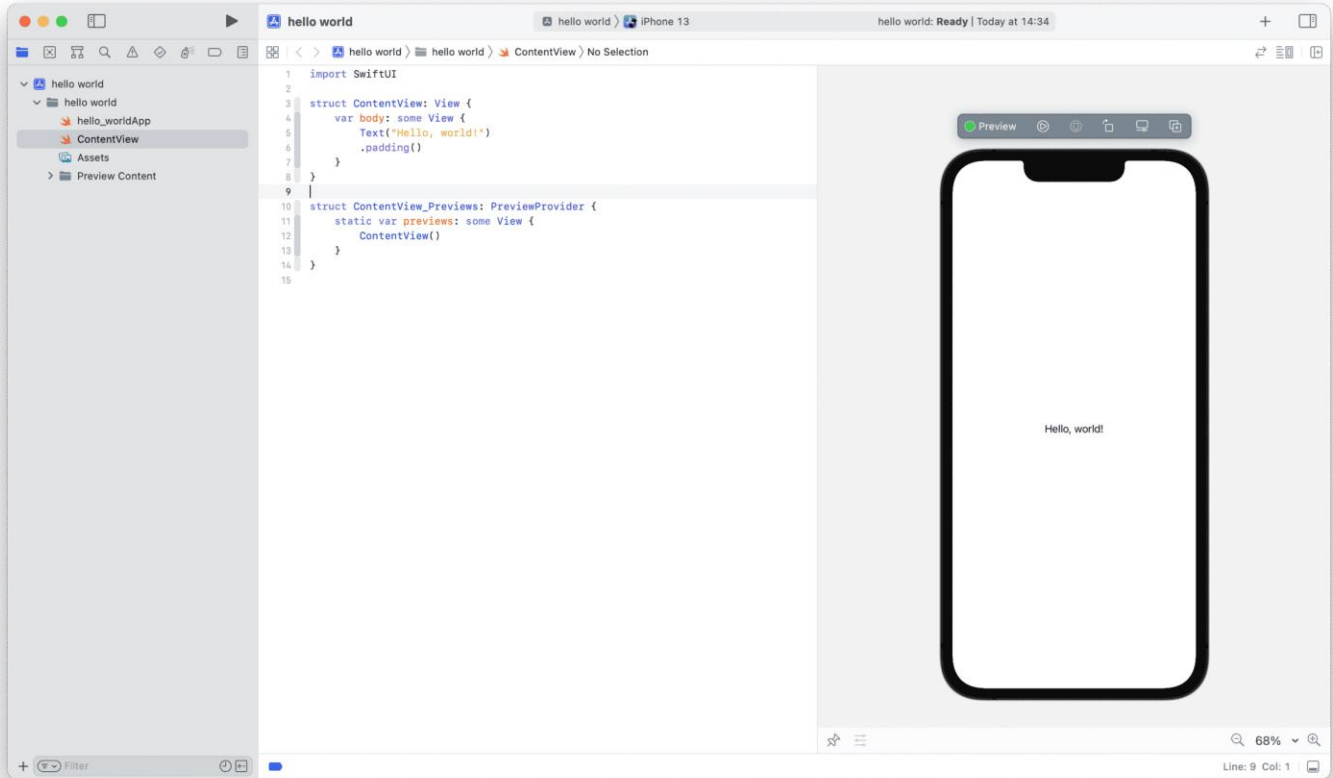 hello world
hello world 〉 iPhone 13
hello world: Ready | Today at 14:34
hello world 〉 hello world 〉 ContentView 〉 No Selection
hello world
hello world
hello_worldApp
ContentView
Assets
Preview Content
1 import SwiftUI
2
3 struct ContentView: View {
4     var body: some View {
5         Text("Hello, world!")
6         .padding()
7     }
8 }
9
10 struct ContentView_Previews: PreviewProvider {
11     static var previews: some View {
12         ContentView()
13     }
14 }
15
Preview
Hello, world!
68%
Filter
Line: 9 Col: 1